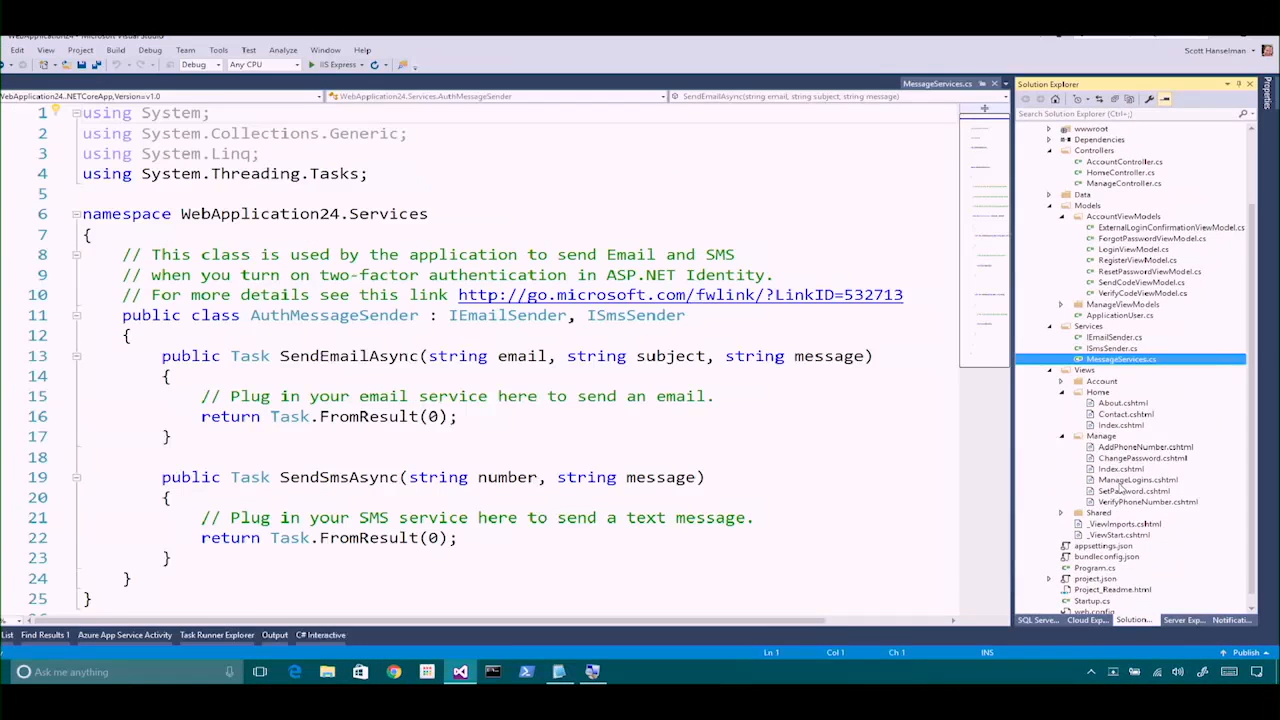 WebApplication24 - Microsoft Visual Studio
Edit View Project Build Debug Team Tools Test Analyze Window Help
Scott Hanselman
Debug Any CPU IIS Express
MessageServices.cs
WebApplication24..NETCoreApp,Version=v1.0
WebApplication24.Services.AuthMessageSender
SendEmailAsync(string email, string subject, string message)
1 using System;
2 using System.Collections.Generic;
3 using System.Linq;
4 using System.Threading.Tasks;
5
6 namespace WebApplication24.Services
7 {
8 // This class is used by the application to send Email and SMS
9 // when you turn on two-factor authentication in ASP.NET Identity.
10 // For more details see this link http://go.microsoft.com/fwlink/?LinkID=532713
11 public class AuthMessageSender : IEmailSender, ISmsSender
12 {
13 public Task SendEmailAsync(string email, string subject, string message)
14 {
15 // Plug in your email service here to send an email.
16 return Task.FromResult(0);
17 }
18
19 public Task SendSmsAsync(string number, string message)
20 {
21 // Plug in your SMS service here to send a text message.
22 return Task.FromResult(0);
23 }
24 }
25 }
Solution Explorer
Search Solution Explorer (Ctrl+;)
wwwroot
Dependencies
Controllers
AccountController.cs
HomeController.cs
ManageController.cs
Data
Models
AccountViewModels
ExternalLoginConfirmationViewModel.cs
ForgotPasswordViewModel.cs
LoginViewModel.cs
RegisterViewModel.cs
ResetPasswordViewModel.cs
SendCodeViewModel.cs
VerifyCodeViewModel.cs
ManageViewModels
ApplicationUser.cs
Services
IEmailSender.cs
ISmsSender.cs
MessageServices.cs
Views
Account
Home
About.cshtml
Contact.cshtml
Index.cshtml
Manage
AddPhoneNumber.cshtml
ChangePassword.cshtml
Index.cshtml
ManageLogins.cshtml
SetPassword.cshtml
VerifyPhoneNumber.cshtml
Shared
_ViewImports.cshtml
_ViewStart.cshtml
appsettings.json
bundleconfig.json
Program.cs
project.json
Project_Readme.html
Startup.cs
web.config
SQL Serve... Cloud Exp... Solution... Server Exp... Notificati...
Properties
List Find Results 1 Azure App Service Activity Task Runner Explorer Output C# Interactive
Ln 1 Col 1 Ch 1 INS Publish
Ask me anything